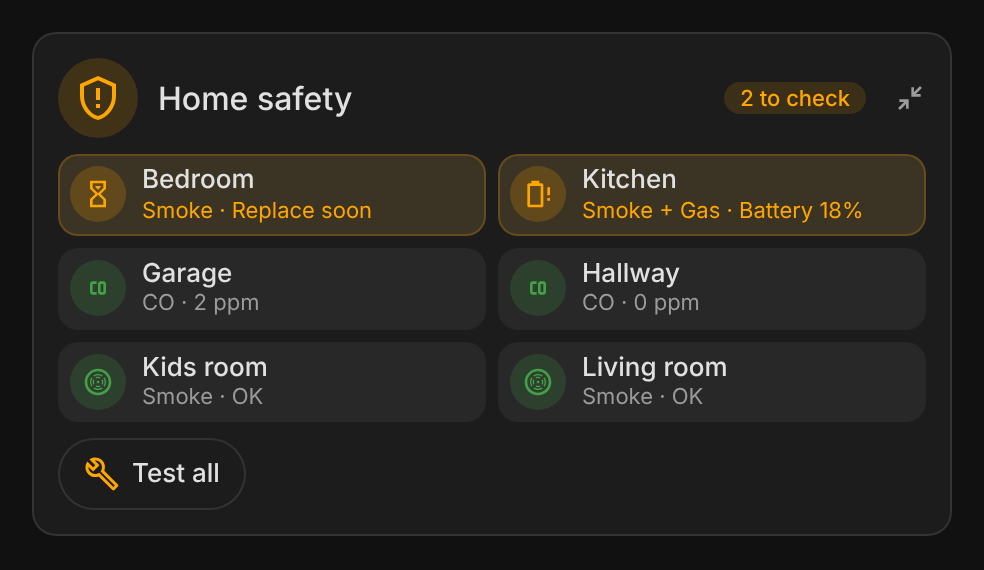 Home safety
2 to check
Bedroom
Smoke · Replace soon
Kitchen
Smoke + Gas · Battery 18%
CO
Garage
CO · 2 ppm
CO
Hallway
CO · 0 ppm
Kids room
Smoke · OK
Living room
Smoke · OK
Test all